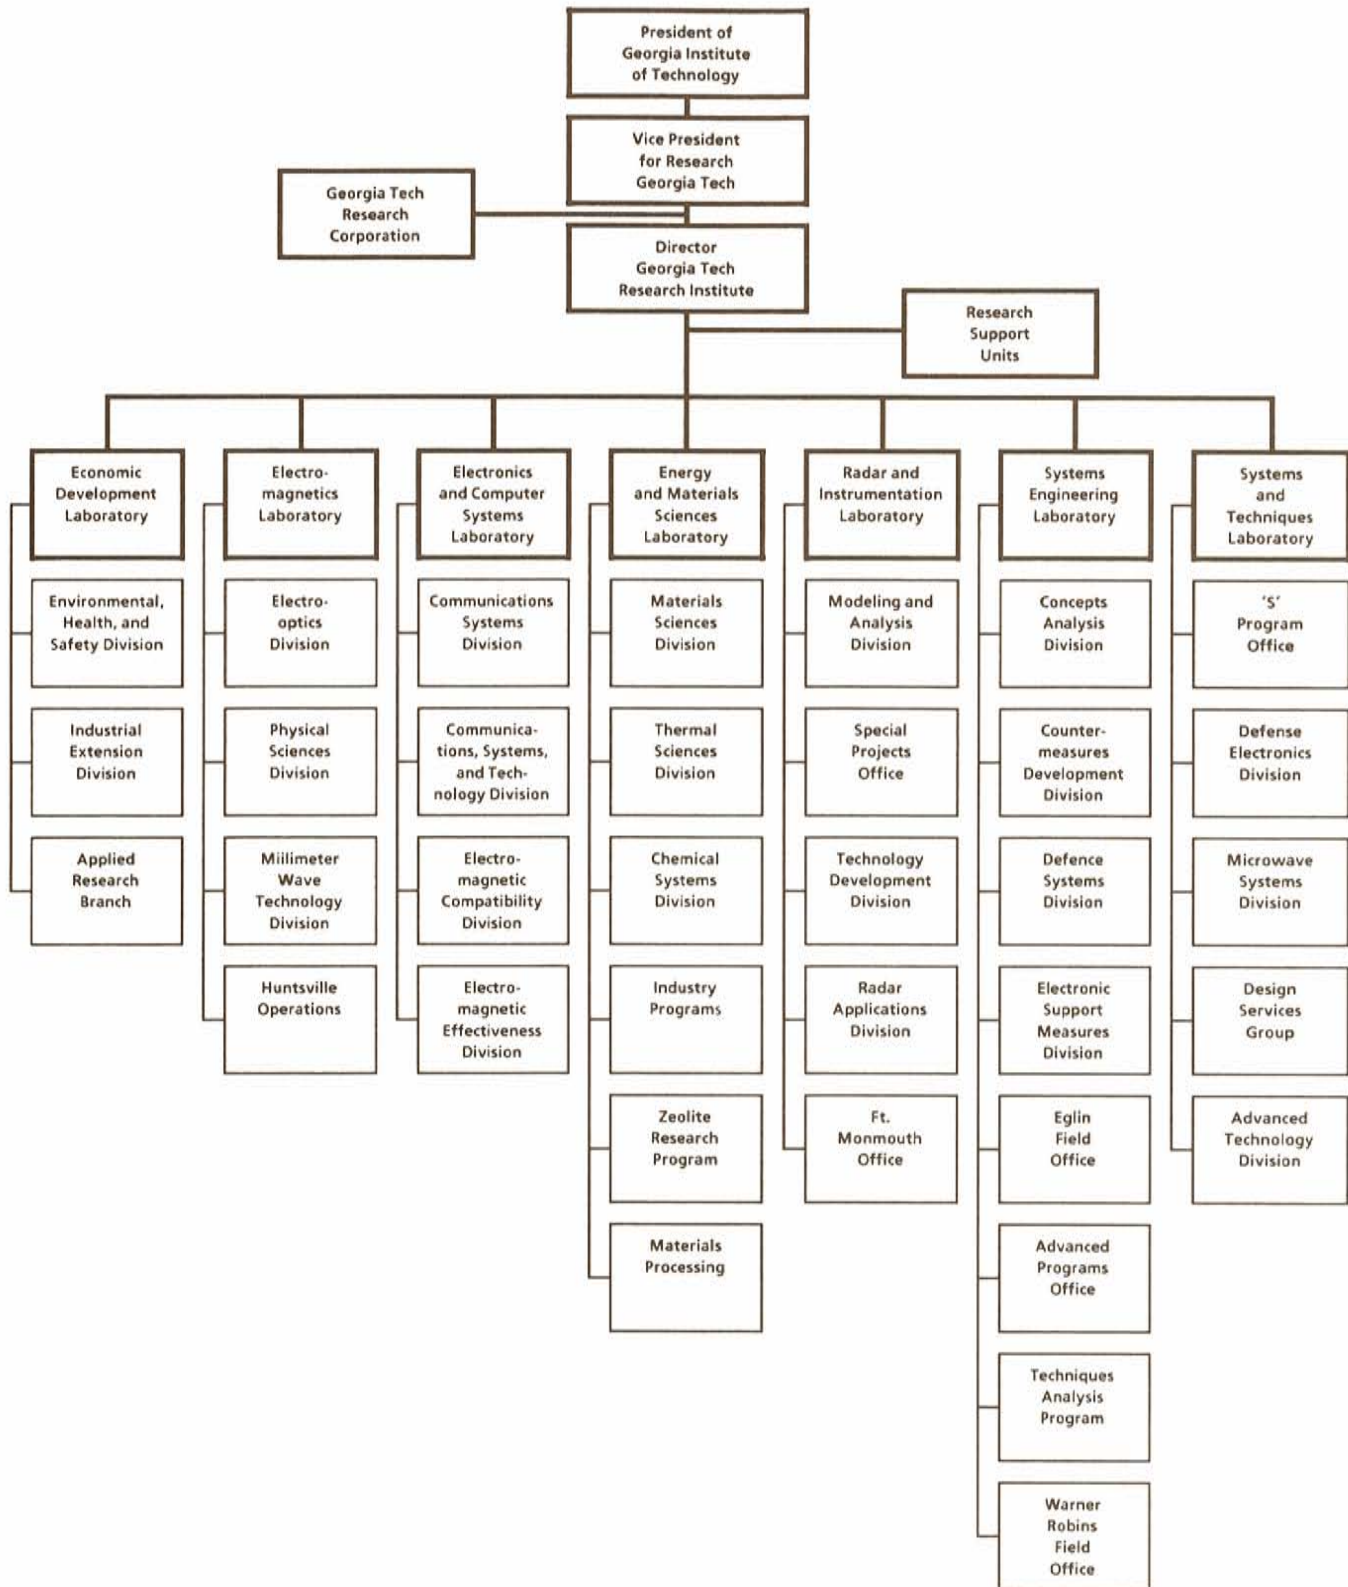 President of
Georgia Institute
of Technology
Vice President
for Research
Georgia Tech
Georgia Tech
Research
Corporation
Director
Georgia Tech
Research Institute
Research
Support
Units
Economic
Development
Laboratory
Environmental,
Health, and
Safety Division
Industrial
Extension
Division
Applied
Research
Branch
Electro-
magnetics
Laboratory
Electro-
optics
Division
Physical
Sciences
Division
Miilimeter
Wave
Technology
Division
Huntsville
Operations
Electronics
and Computer
Systems
Laboratory
Communications
Systems
Division
Communica-
tions, Systems,
and Tech-
nology Division
Electro-
magnetic
Compatibility
Division
Electro-
magnetic
Effectiveness
Division
Energy
and Materials
Sciences
Laboratory
Materials
Sciences
Division
Thermal
Sciences
Division
Chemical
Systems
Division
Industry
Programs
Zeolite
Research
Program
Materials
Processing
Radar and
Instrumentation
Laboratory
Modeling and
Analysis
Division
Special
Projects
Office
Technology
Development
Division
Radar
Applications
Division
Ft.
Monmouth
Office
Systems
Engineering
Laboratory
Concepts
Analysis
Division
Counter-
measures
Development
Division
Defence
Systems
Division
Electronic
Support
Measures
Division
Eglin
Field
Office
Advanced
Programs
Office
Techniques
Analysis
Program
Warner
Robins
Field
Office
Systems
and
Techniques
Laboratory
'S'
Program
Office
Defense
Electronics
Division
Microwave
Systems
Division
Design
Services
Group
Advanced
Technology
Division